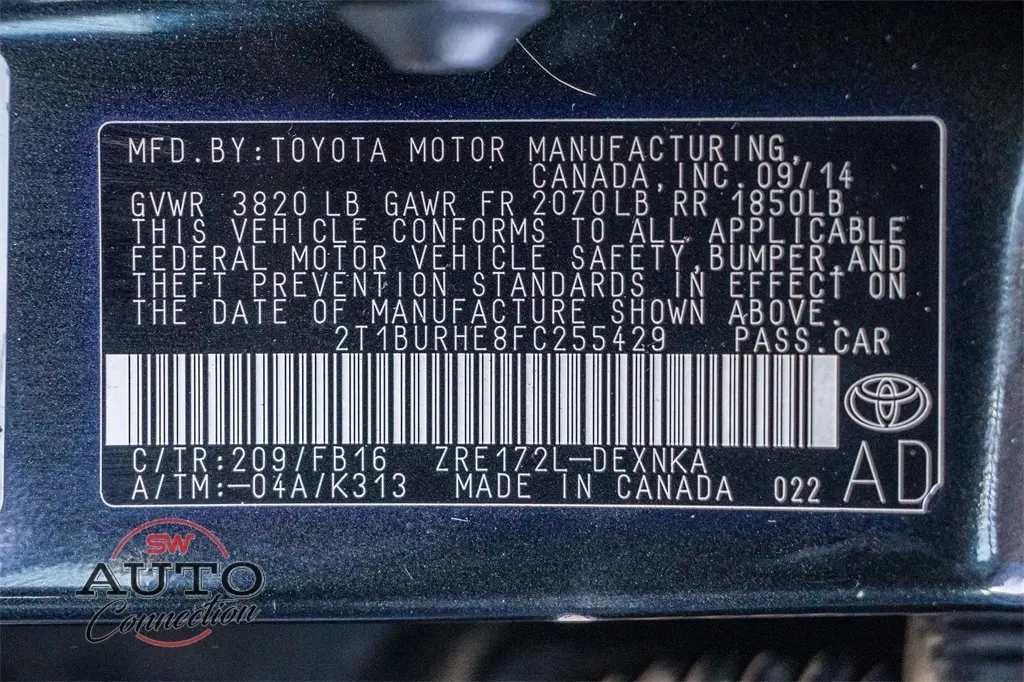 MFD.BY:TOYOTA MOTOR MANUFACTURING,
CANADA,INC. 09/14
GVWR 3820 LB GAWR FR 2070LB RR 1850LB
THIS VEHICLE CONFORMS TO ALL APPLICABLE
FEDERAL MOTOR VEHICLE SAFETY,BUMPER,AND
THEFT PREVENTION STANDARDS IN EFFECT ON
THE DATE OF MANUFACTURE SHOWN ABOVE.
2T1BURHE8FC255429 PASS.CAR
C/TR:209/FB16 ZRE172L-DEXNKA
A/TM:-04A/K313 MADE IN CANADA 022 AD
SW
AUTO
Connection